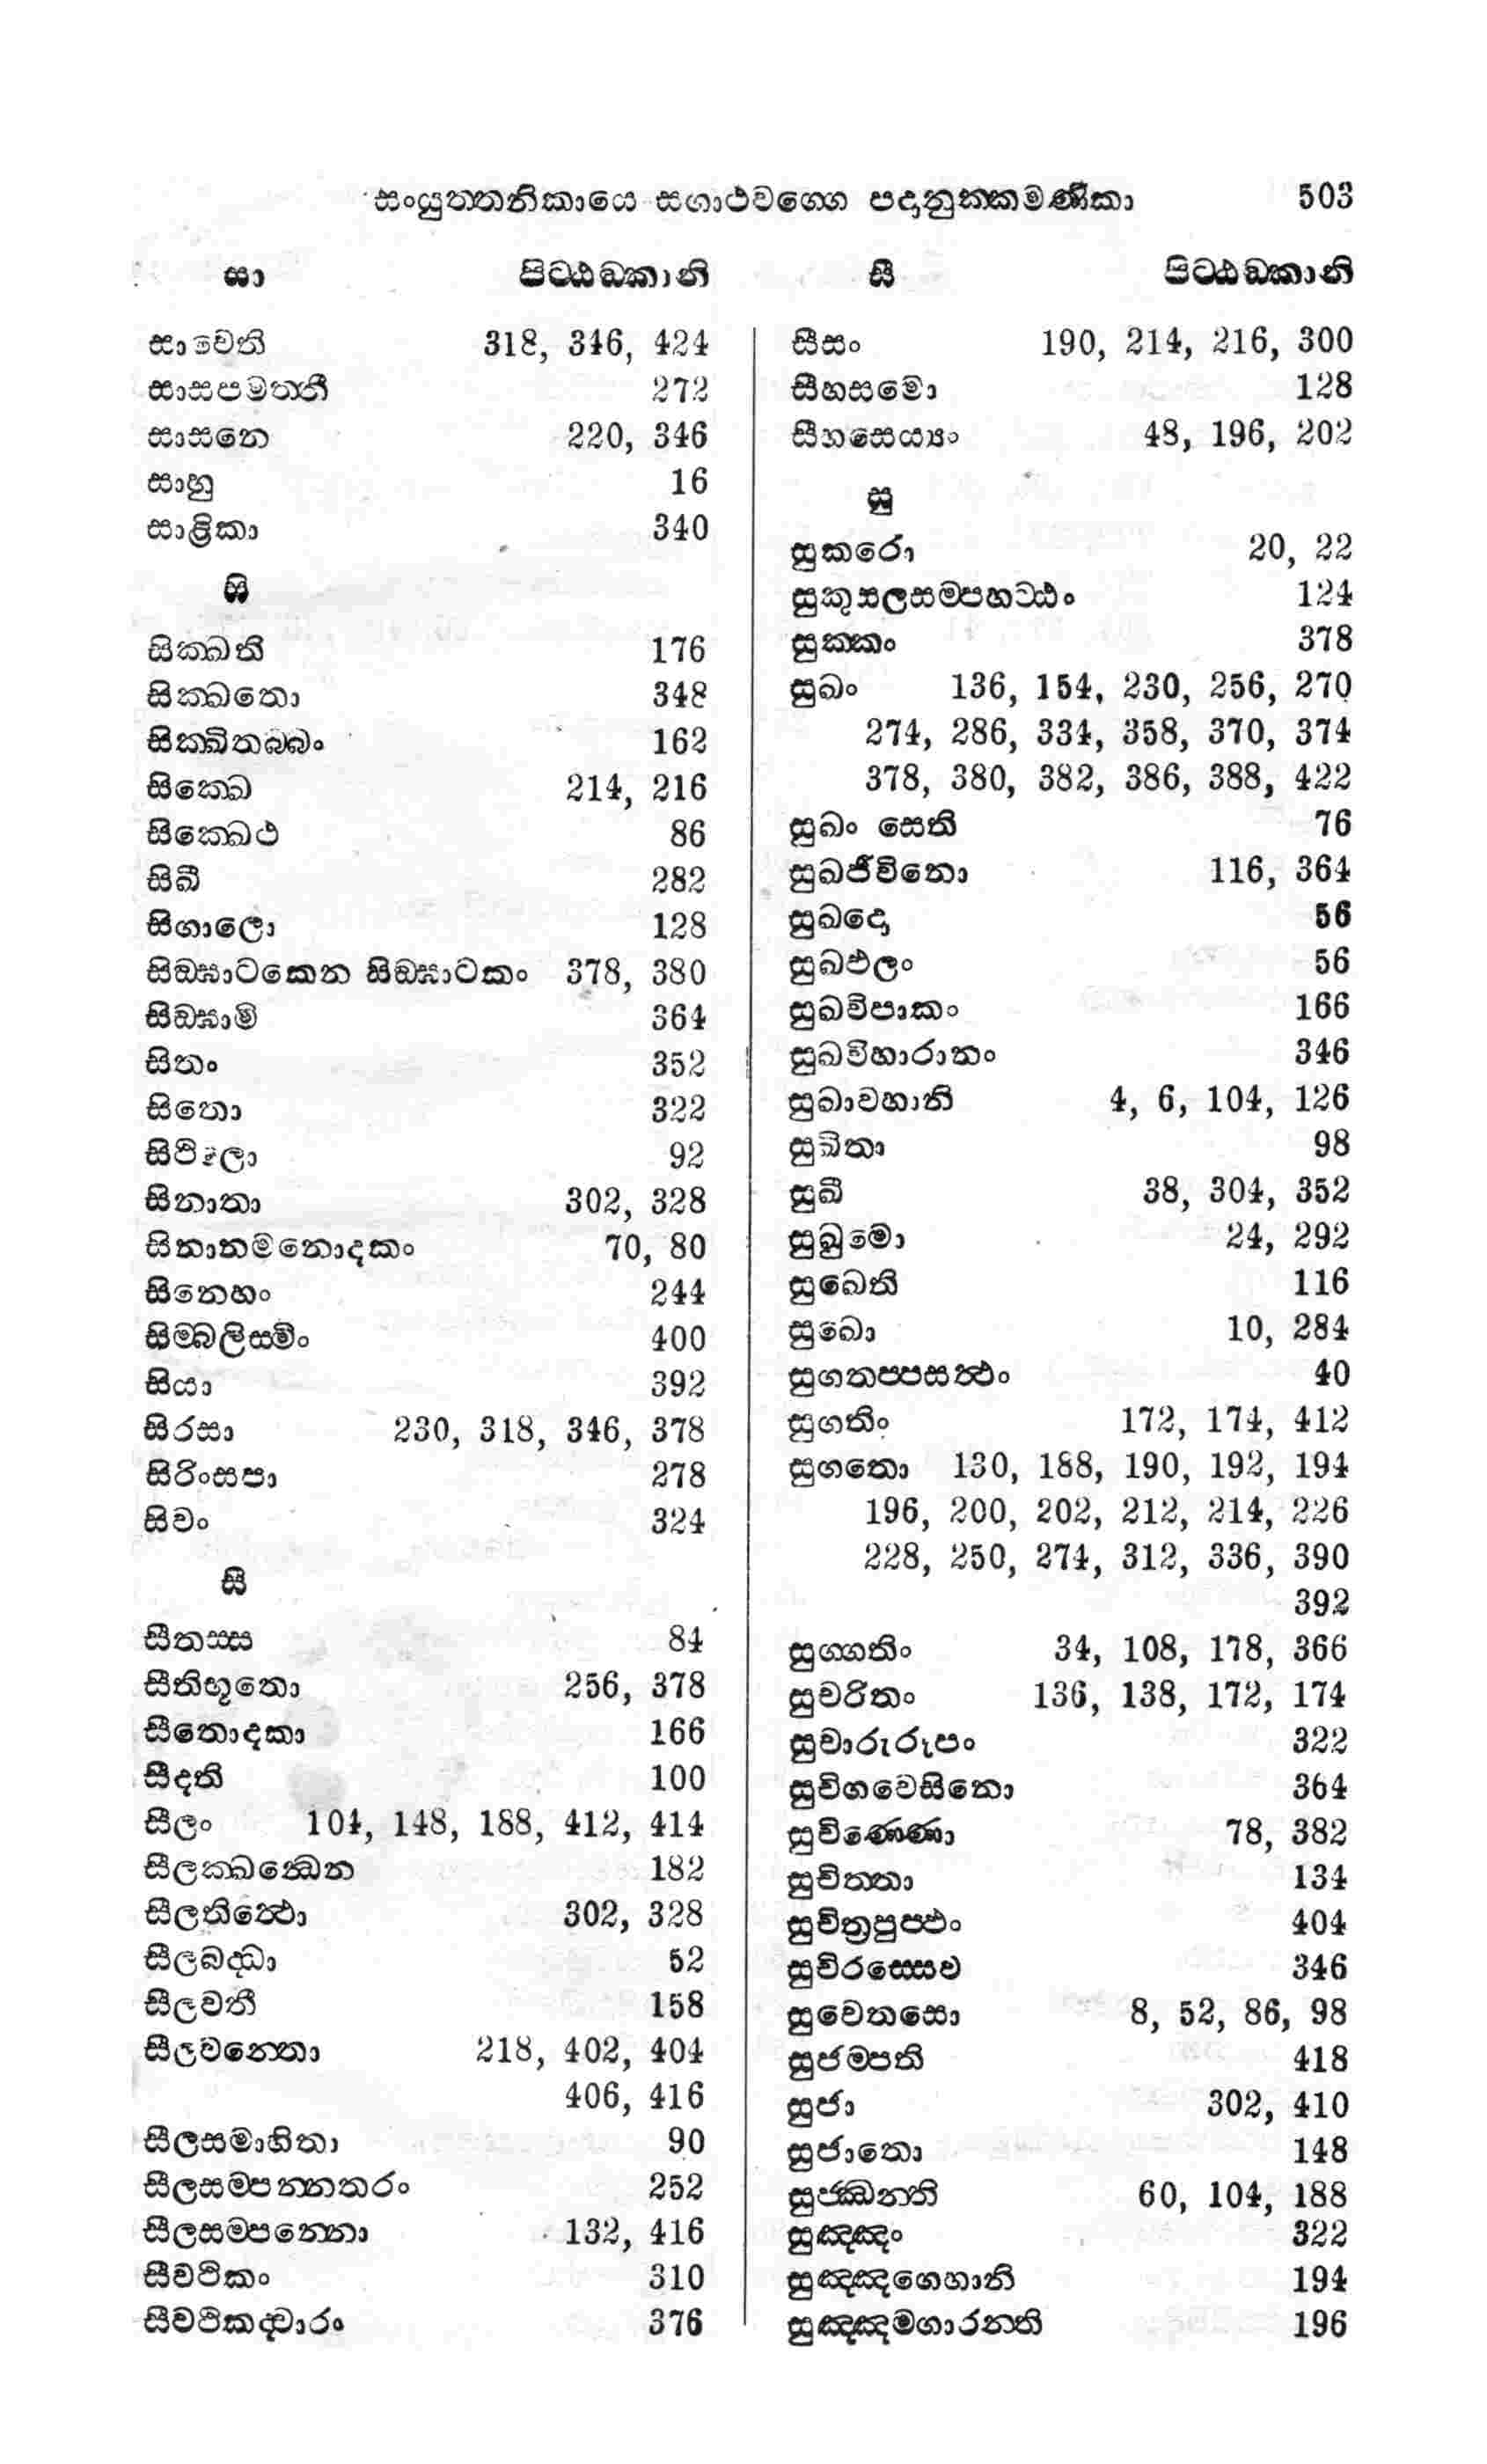 සංයුත්තනිකායෙ සගාථවග්ගෙ පදානුක්කමණිකා 503
සා පිට්ඨඞ්කානි
සාවෙති 318, 346, 424
සාසපමත්තී 272
සාසනෙ 220, 346
සාහු 16
සාළිකා 340
සි
සික්ඛති 176
සික්ඛතො 348
සික්ඛිතබ්බං 162
සික්ඛෙ 214, 216
සික්ඛෙථ 86
සිඛී 282
සිගාලො 128
සිඞ්ඝාටකෙන සිඞ්ඝාටකං 378, 380
සිඞ්ඝාමි 364
සිතං 352
සිතො 322
92
සිනාතා 302, 328
සිනානමනොදකං 70, 80
සිනෙහං 244
සිම්බලිස්මිං 400
සියා 392
සිරසා 230, 318, 346, 378
සිරිංසපා 278
සිවං 324
සී
සීතස්ස 84
සීතිභූතො 256, 378
සීතොදකා 166
සීදති 100
සීලං 104, 148, 188, 412, 414
සීලක්ඛන්ධෙන 182
සීලතිත්ථො 302, 328
සීලබද්ධා 52
සීලවතී 158
සීලවන්තො 218, 402, 404
406, 416
සීලසමාහිතා 90
සීලසම්පන්නතරං 252
සීලසම්පන්නො 132, 416
සීවථිකං 310
සීවථිකද්වාරං 376
සී පිට්ඨඞ්කානි
සීසං 190, 214, 216, 300
සීහසමො 128
සීහසෙය්‍යං 48, 196, 202
සු
සුකරො 20, 22
සුකුසලසම්පහට්ඨං 124
සුක්කං 378
සුඛං 136, 154, 230, 256, 270
274, 286, 334, 358, 370, 374
378, 380, 382, 386, 388, 422
සුඛං සෙති 76
සුඛජීවිනො 116, 364
සුඛදො 56
සුඛඵලං 56
සුඛවිපාකං 166
සුඛවිහාරානං 346
සුඛාවහානි 4, 6, 104, 126
සුඛිතා 98
සුඛී 38, 304, 352
සුඛුමො 24, 292
සුඛෙති 116
සුඛො 10, 284
සුගතප්පසත්ථං 40
සුගතිං 172, 174, 412
සුගතො 130, 188, 190, 192, 194
196, 200, 202, 212, 214, 226
228, 250, 274, 312, 336, 390
392
සුග්ගතිං 34, 108, 178, 366
සුචරිතං 136, 138, 172, 174
සුචාරුරූපං 322
සුචිගවෙසිනො 364
සුචිණ්ණො 78, 382
සුචිත්තා 134
සුචිත්‍රපුප්ඵං 404
සුචිරස්සෙව 346
සුචෙතසො 8, 52, 86, 98
සුජම්පති 418
සුජා 302, 410
සුජාතො 148
සුජ්ඣන්ති 60, 104, 188
සුඤ්ඤං 322
සුඤ්ඤගෙහානි 194
සුඤ්ඤමගාරන්ති 196